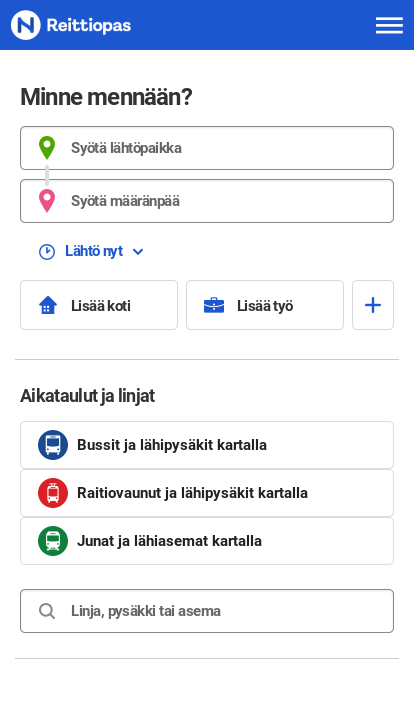 Reittiopas
Minne mennään?
Syötä lähtöpaikka
Syötä määränpää
Lähtö nyt
Lisää koti
Lisää työ
Aikataulut ja linjat
Bussit ja lähipysäkit kartalla
Raitiovaunut ja lähipysäkit kartalla
Junat ja lähiasemat kartalla
Linja, pysäkki tai asema